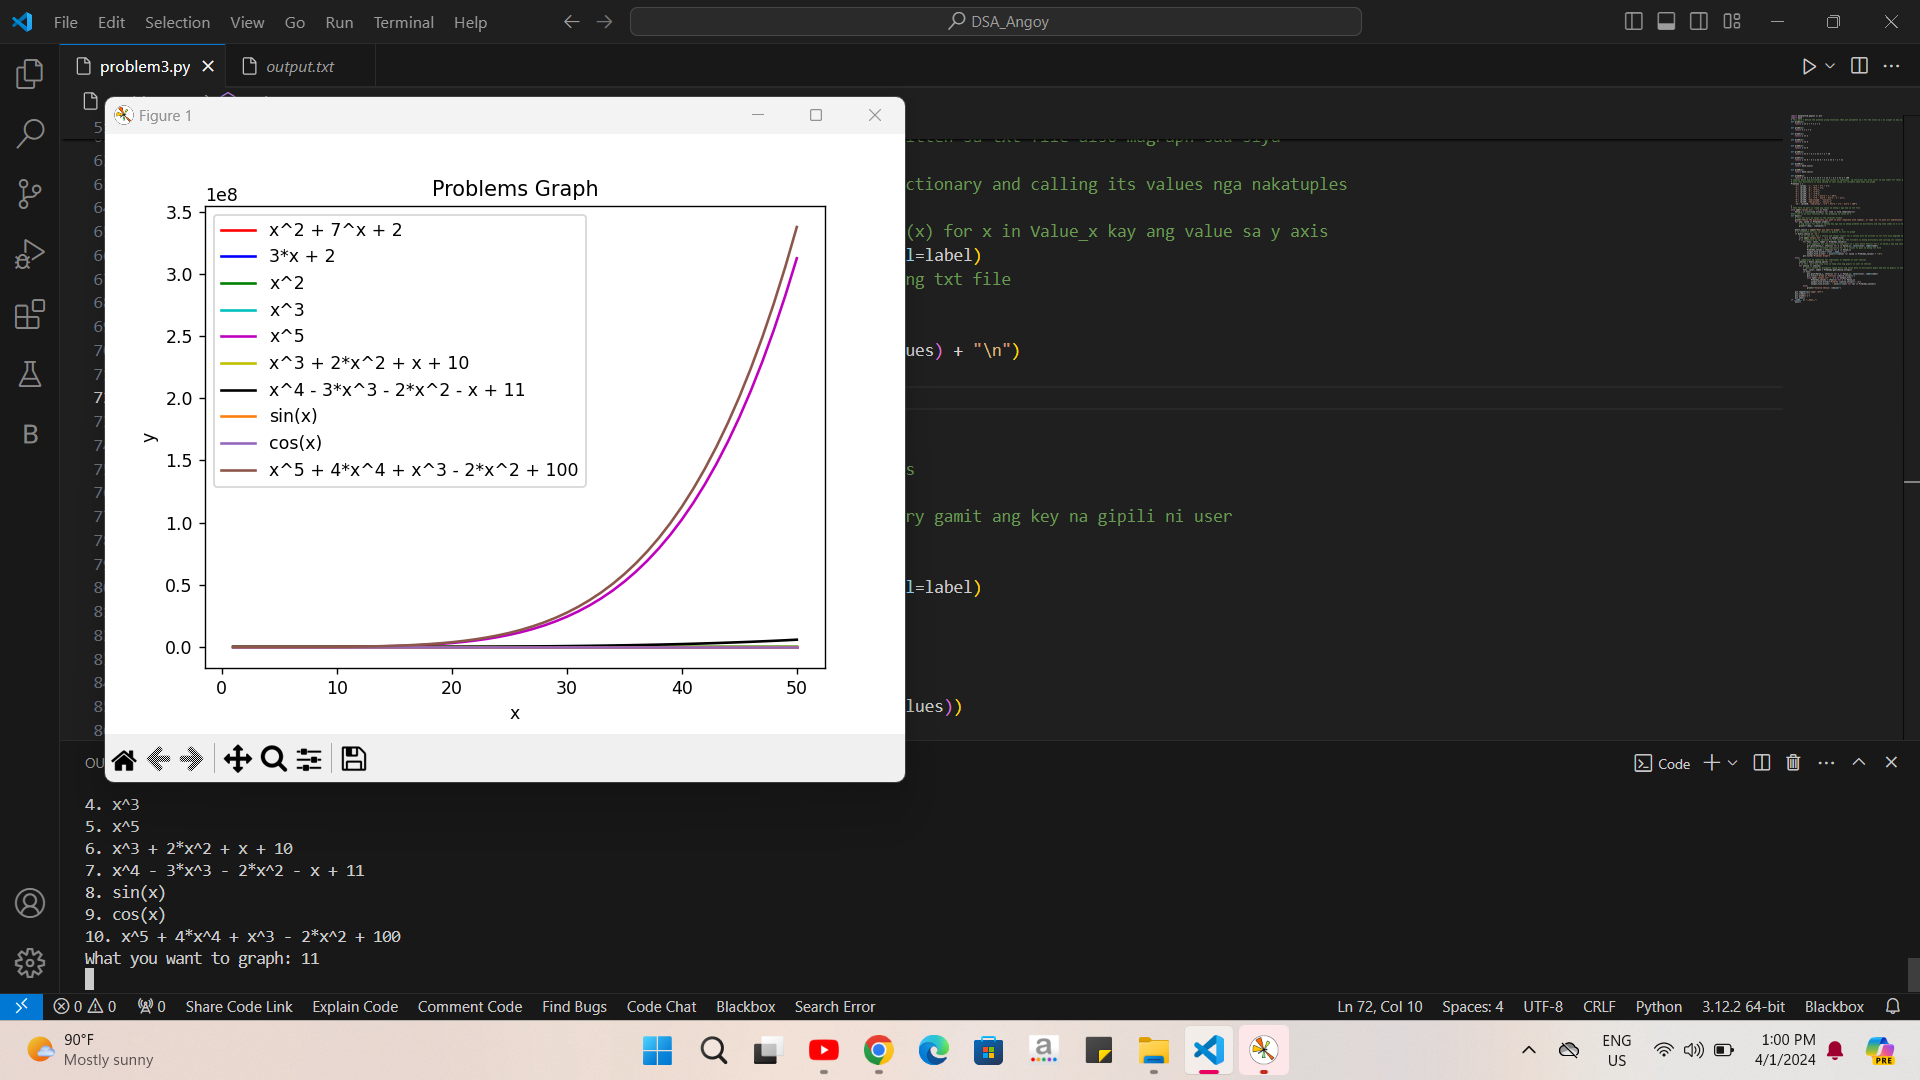 File Edit Selection View Go Run Terminal Help
DSA_Angoy
problem3.py
output.txt
Figure 1
Problems Graph
1e8
3.5
3.0
2.5
2.0
1.5
1.0
0.5
0.0
y
x^2 + 7^x + 2
3*x + 2
x^2
x^3
x^5
x^3 + 2*x^2 + x + 10
x^4 - 3*x^3 - 2*x^2 - x + 11
sin(x)
cos(x)
x^5 + 4*x^4 + x^3 - 2*x^2 + 100
0 10 20 30 40 50
x
ctionary and calling its values nga nakatuples
(x) for x in Value_x kay ang value sa y axis
l=label)
ng txt file
ues) + "\n")
s
ry gamit ang key na gipili ni user
l=label)
lues))
OU
Code
4. x^3
5. x^5
6. x^3 + 2*x^2 + x + 10
7. x^4 - 3*x^3 - 2*x^2 - x + 11
8. sin(x)
9. cos(x)
10. x^5 + 4*x^4 + x^3 - 2*x^2 + 100
What you want to graph: 11
0 0 0 Share Code Link Explain Code Comment Code Find Bugs Code Chat Blackbox Search Error
Ln 72, Col 10 Spaces: 4 UTF-8 CRLF Python 3.12.2 64-bit Blackbox
90°F
Mostly sunny
ENG
US
1:00 PM
4/1/2024
PRE